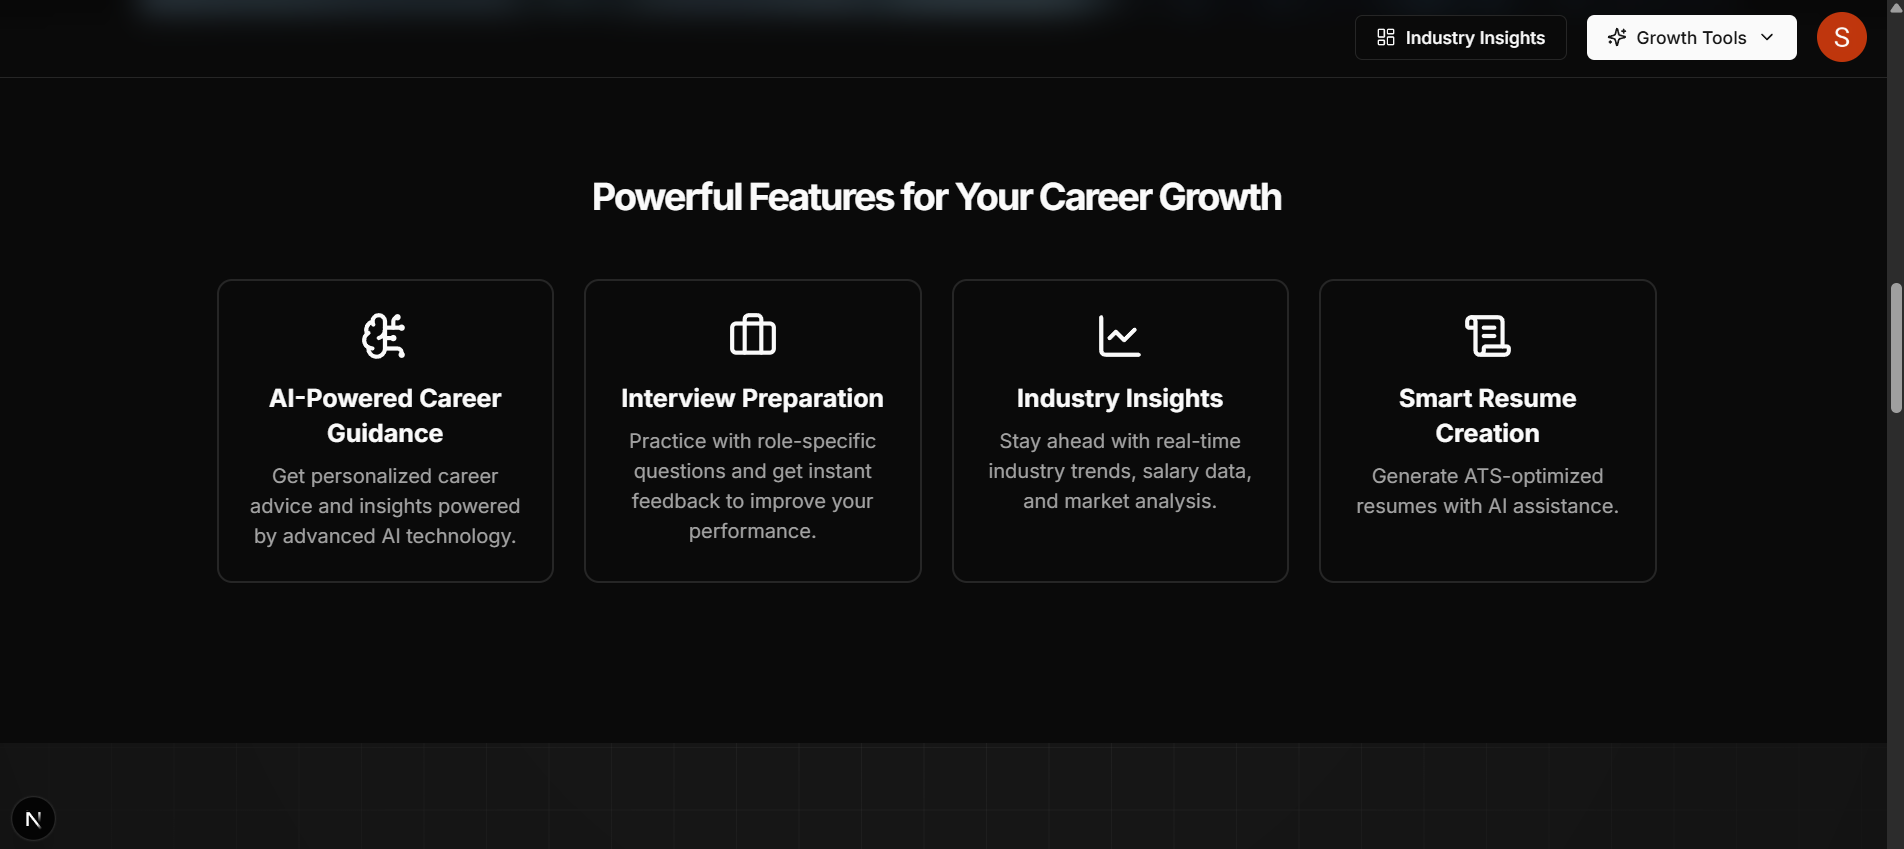 Industry Insights
Growth Tools
S
Powerful Features for Your Career Growth
AI-Powered Career
Guidance
Get personalized career
advice and insights powered
by advanced AI technology.
Interview Preparation
Practice with role-specific
questions and get instant
feedback to improve your
performance.
Industry Insights
Stay ahead with real-time
industry trends, salary data,
and market analysis.
Smart Resume
Creation
Generate ATS-optimized
resumes with AI assistance.
N